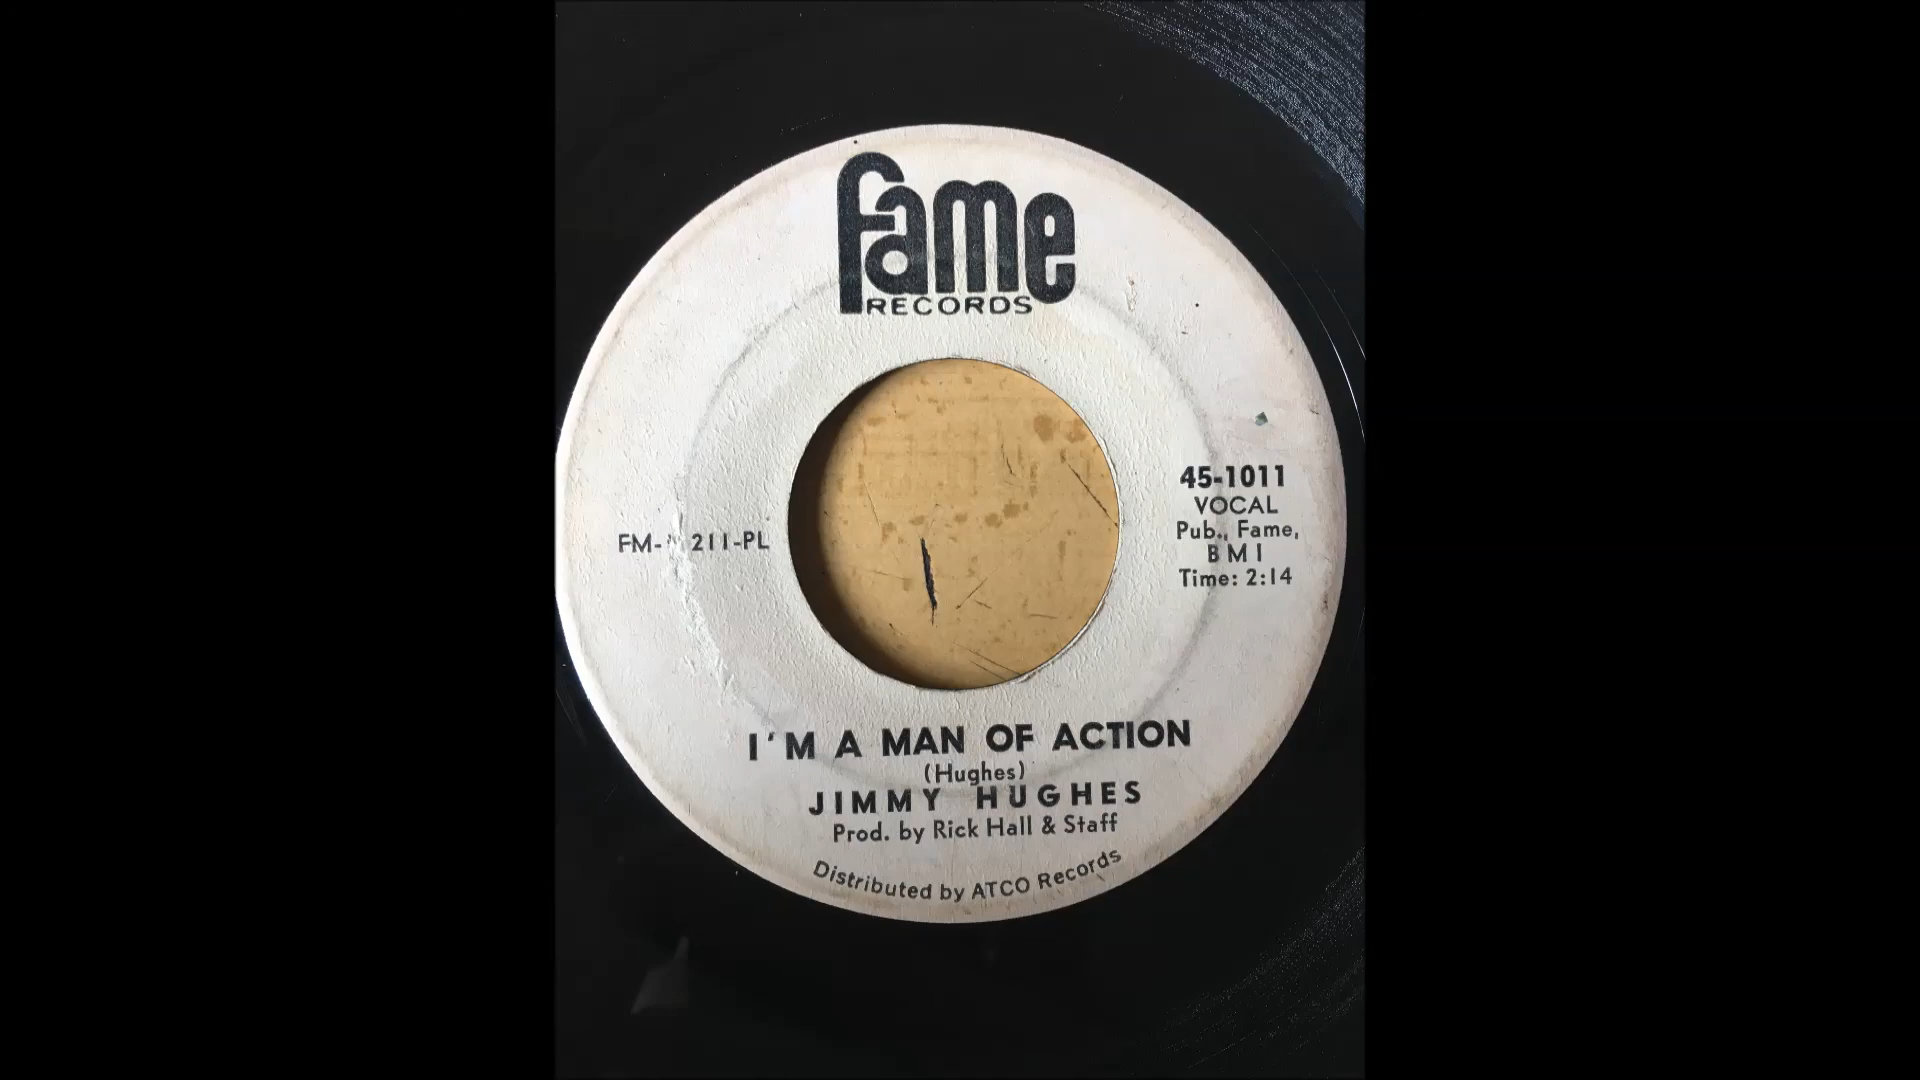 fame
RECORDS
45-1011
VOCAL
Pub., Fame,
BMI
Time: 2:14
211-PL
I'M A MAN OF ACTION
(Hughes)
JIMMY HUGHES
Prod. by Rick Hall & Staff
Distributed by ATCO Records